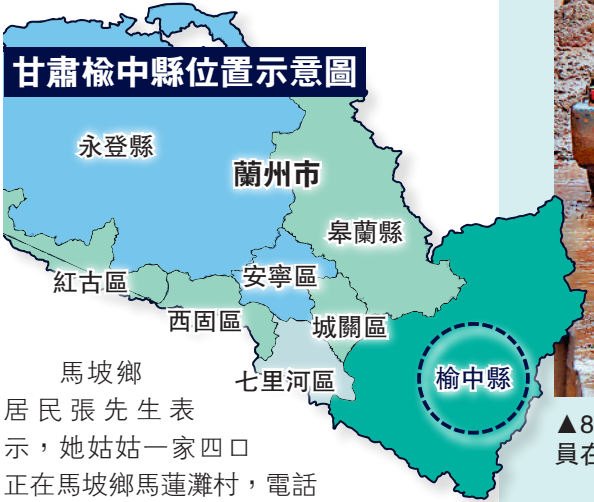 甘肅榆中縣位置示意圖
永登縣
蘭州市
皋蘭縣
紅古區
安寧區
西固區
城關區
七里河區
榆中縣
馬坡鄉
居民張先生表
示，她姑姑一家四口
正在馬坡鄉馬蓮灘村，電話
▲8
員在